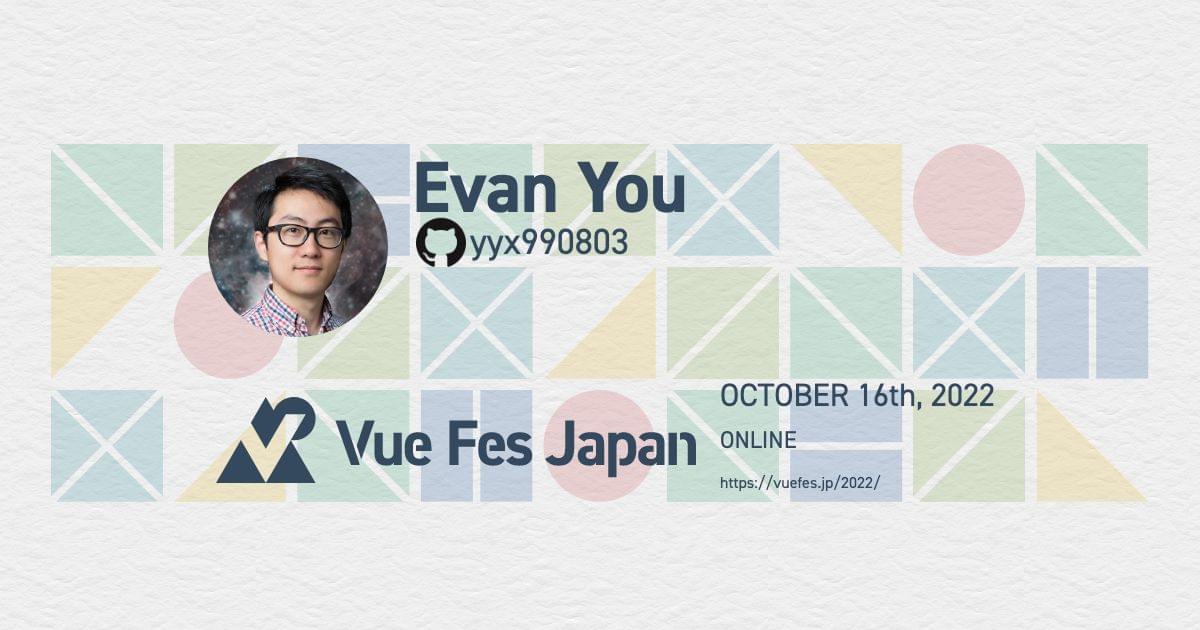 Evan You
yyx990803
Vue Fes Japan
OCTOBER 16th, 2022
ONLINE
https://vuefes.jp/2022/